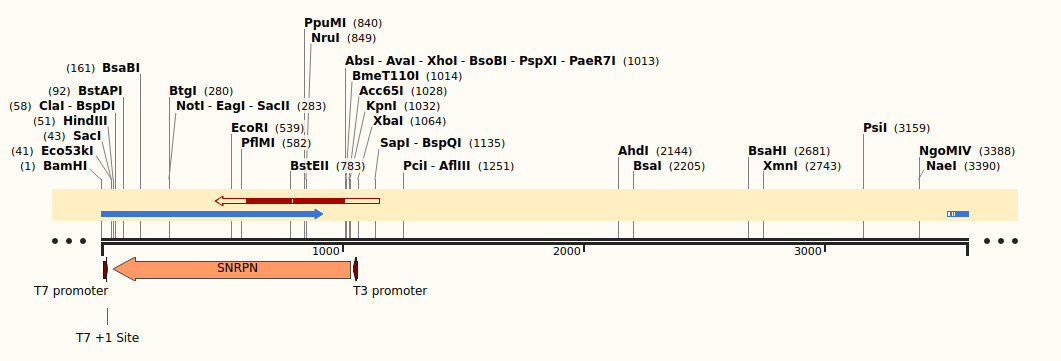 PpuMI (840)
NruI (849)
AbsI - AvaI - XhoI - BsoBI - PspXI - PaeR7I (1013)
(161) BsaBI
BmeT110I (1014)
(92) BstAPI
BtgI (280)
Acc65I (1028)
(58) ClaI - BspDI
NotI - EagI - SacII (283)
KpnI (1032)
(51) HindIII
XbaI (1064)
EcoRI (539)
PsiI (3159)
(43) SacI
PflMI (582)
SapI - BspQI (1135)
(41) Eco53kI
AhdI (2144)
BsaHI (2681)
NgoMIV (3388)
(1) BamHI
BstEII (783)
PciI - AflIII (1251)
BsaI (2205)
XmnI (2743)
NaeI (3390)
1000
2000
3000
SNRPN
T7 promoter
T3 promoter
T7 +1 Site